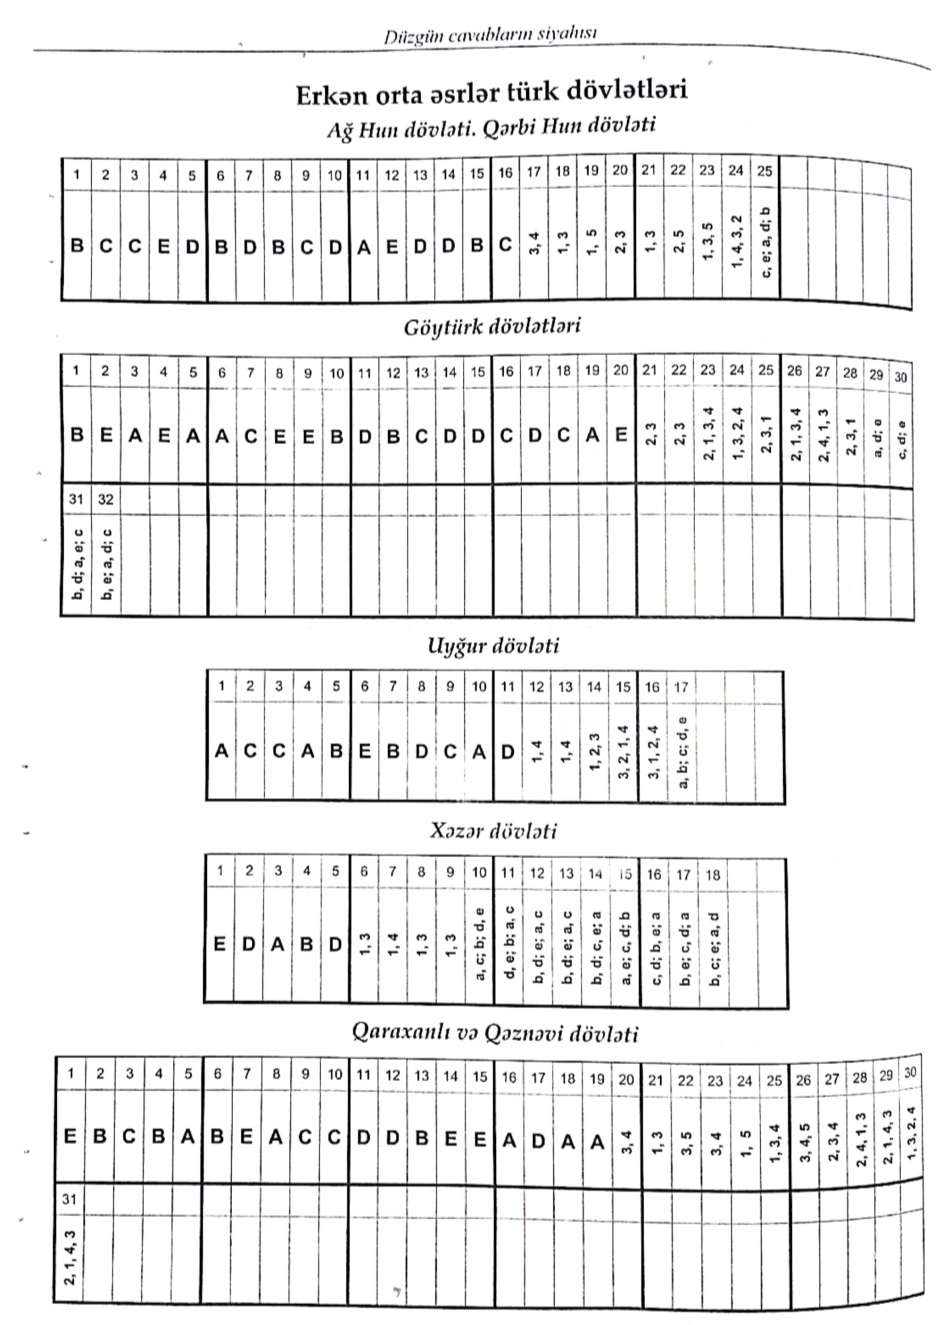 Düzgün cavabların siyahısı
Erkən orta əsrlər türk dövlətləri
Ağ Hun dövləti. Qərbi Hun dövləti
1 2 3 4 5 6 7 8 9 10 11 12 13 14 15 16 17 18 19 20 21 22 23 24 25
B C C E D B D B C D A E D D B C 3, 4 1, 3 1, 5 2, 3 1, 3 2, 5 1, 3, 5 1, 4, 3, 2 c, e; a, d; b
Göytürk dövlətləri
1 2 3 4 5 6 7 8 9 10 11 12 13 14 15 16 17 18 19 20 21 22 23 24 25 26 27 28 29 30
B E A E A A C E E B D B C D D C D C A E 2, 3 2, 3 2, 1, 3, 4 1, 3, 2, 4 2, 3, 1 2, 1, 3, 4 2, 4, 1, 3 2, 3, 1 a, d; e c, d; e
31 32
b, d; a, e; c b, e; a, d; c
Uyğur dövləti
1 2 3 4 5 6 7 8 9 10 11 12 13 14 15 16 17
A C C A B E B D C A D 1, 4 1, 4 1, 2, 3 3, 2, 1, 4 3, 1, 2, 4 a, b; c; d, e
Xəzər dövləti
1 2 3 4 5 6 7 8 9 10 11 12 13 14 15 16 17 18
E D A B D 1, 3 1, 4 1, 3 1, 3 a, c; b; d, e d, e; b; a, c b, d; e; a, c b, d; e; a, c b, d; c, e; a a, e; c, d; b c, d; b, e; a b, e; c, d; a b, c; e; a, d
Qaraxanlı və Qəznəvi dövləti
1 2 3 4 5 6 7 8 9 10 11 12 13 14 15 16 17 18 19 20 21 22 23 24 25 26 27 28 29 30
E B C B A B E A C C D D B E E A D A A 3, 4 1, 3 3, 5 3, 4 1, 5 1, 3, 4 3, 4, 5 2, 3, 4 2, 4, 1, 3 2, 1, 4, 3 1, 3, 2, 4
31
2, 1, 4, 3